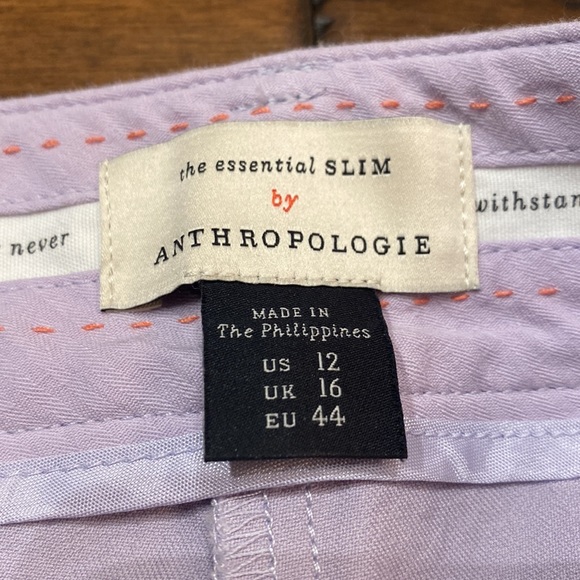 the essential SLIM
by
ANTHROPOLOGIE
never
withstan
MADE IN
The Philippines
US 12
UK 16
EU 44